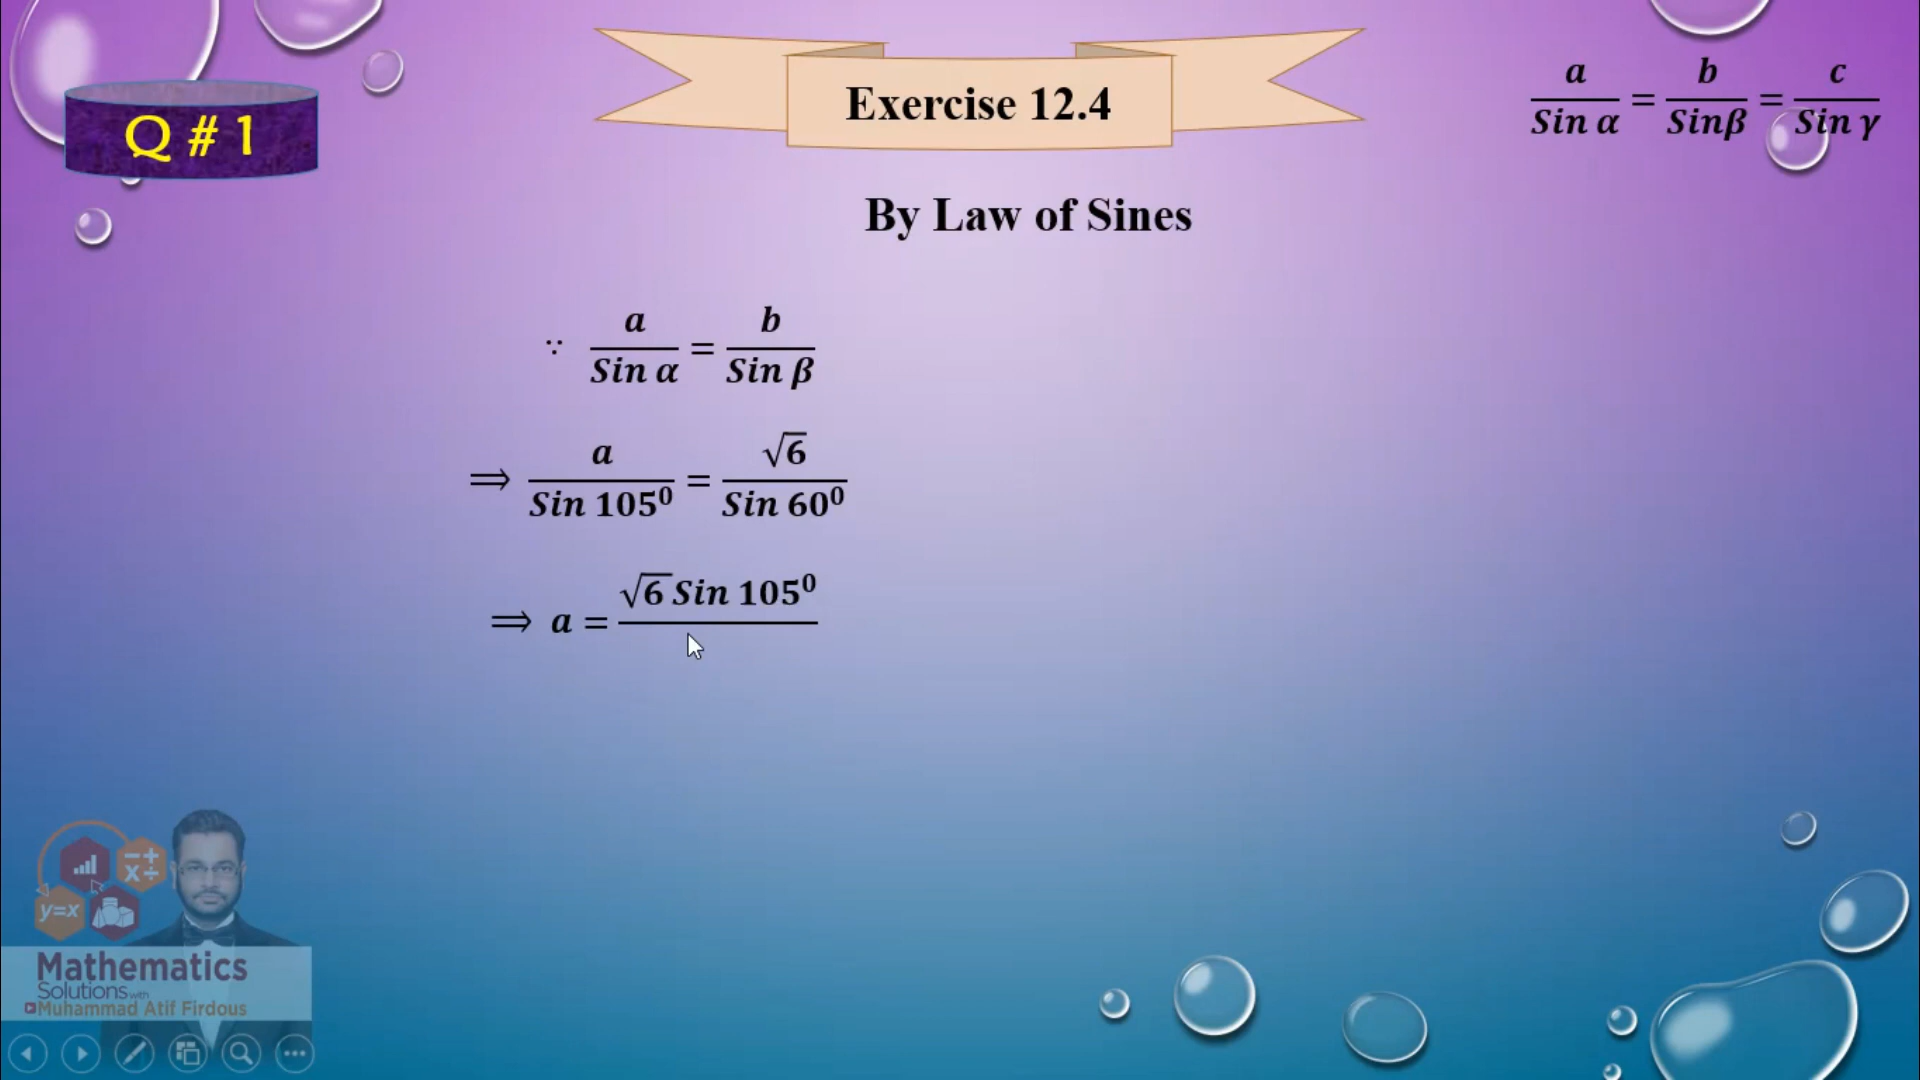 Q # 1
Exercise 12.4
a/Sin α = b/Sinβ = c/Sin γ
By Law of Sines
∵ a/Sin α = b/Sin β
⟹ a/Sin 105⁰ = √6/Sin 60⁰
⟹ a = √6 Sin 105⁰
y=x
Mathematics
Solutions with
Muhammad Atif Firdous